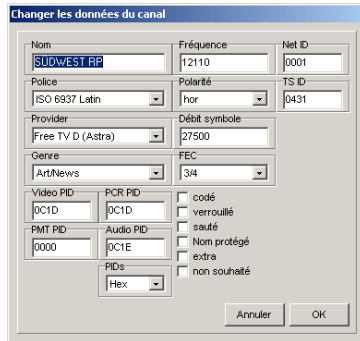 Changer les données du canal
Nom
SÜDWEST RP
Fréquence
12110
Net ID
0001
Police
ISO 6937 Latin
Polarité
hor
TS ID
0431
Provider
Free TV D (Astra)
Débit symbole
27500
Genre
Art/News
FEC
3/4
Video PID
0C1D
PCR PID
0C1D
PMT PID
0000
Audio PID
0C1E
PIDs
Hex
codé
verrouillé
sauté
Nom protégé
extra
non souhaité
Annuler
OK